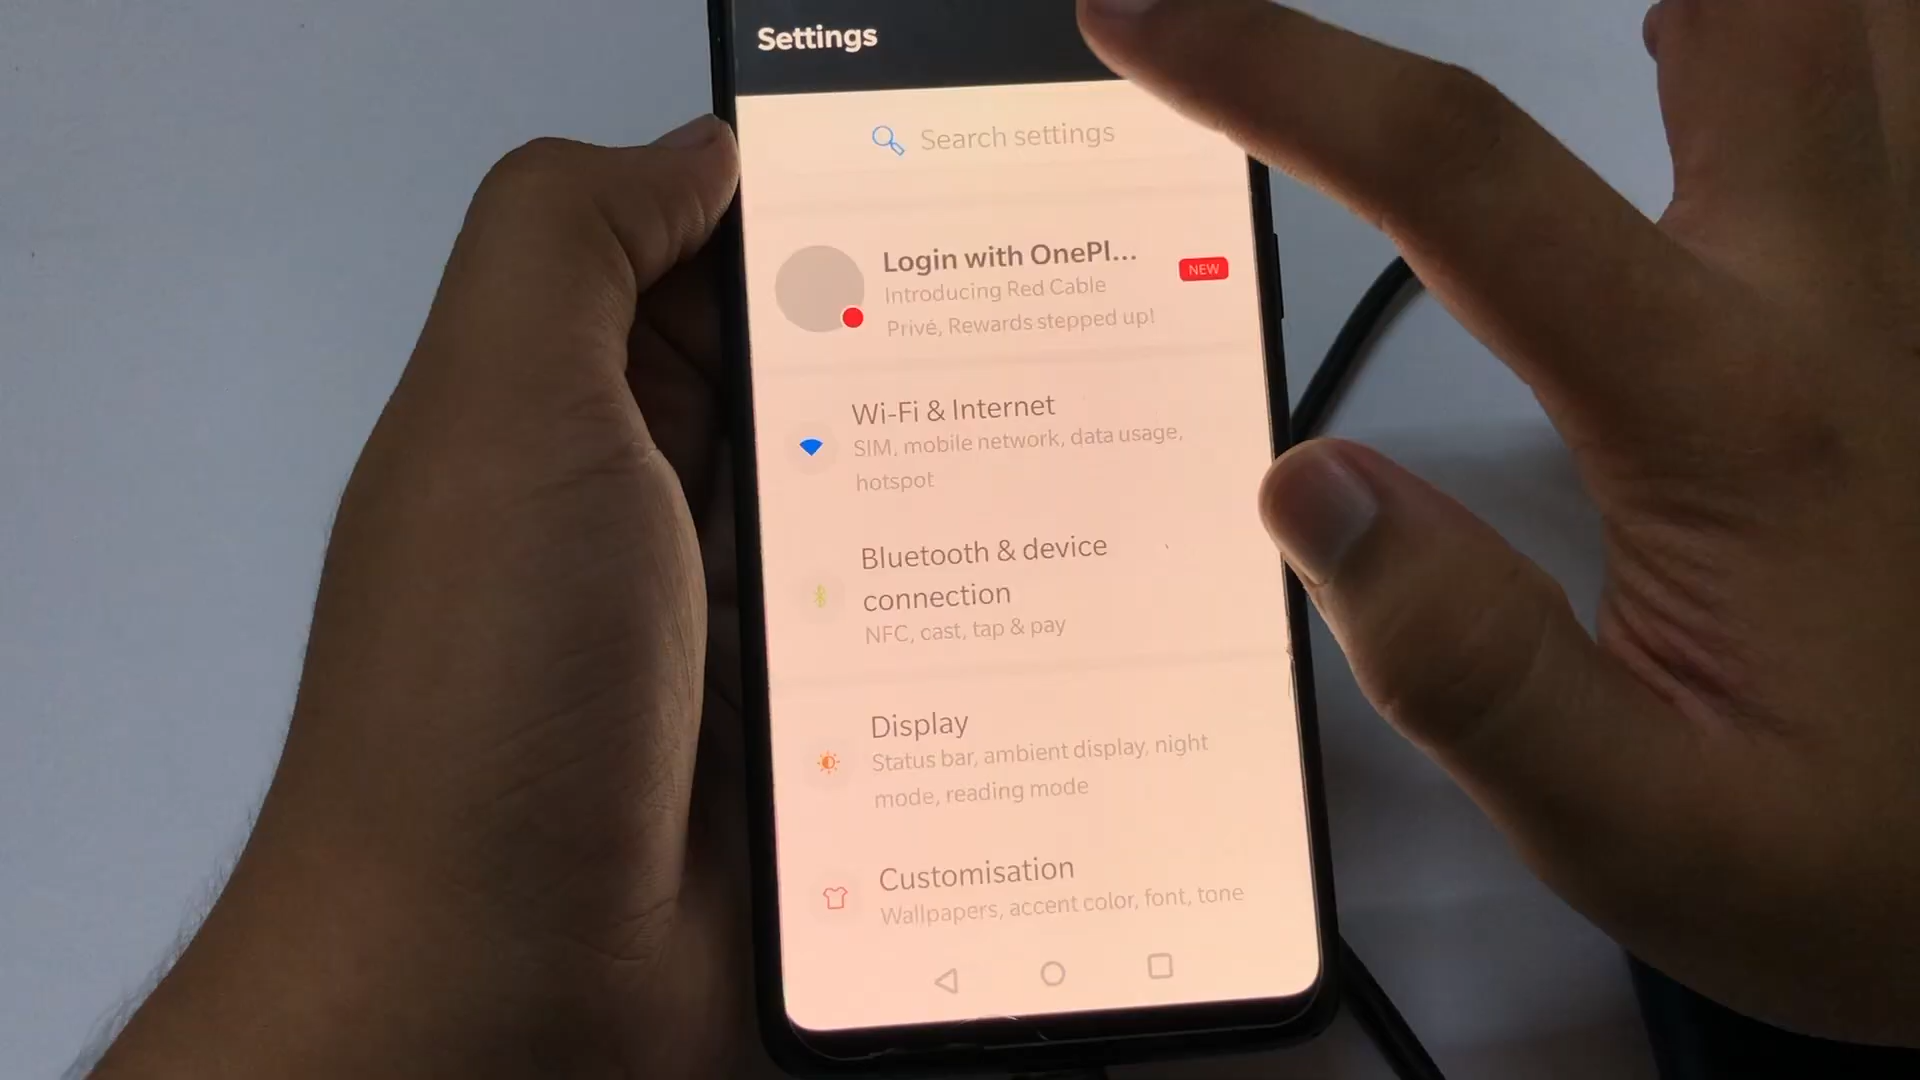 Settings
Search settings
Login with OnePl...
NEW
Introducing Red Cable
Privé, Rewards stepped up!
Wi-Fi & Internet
SIM, mobile network, data usage,
hotspot
Bluetooth & device
connection
NFC, cast, tap & pay
Display
Status bar, ambient display, night
mode, reading mode
Customisation
Wallpapers, accent color, font, tone